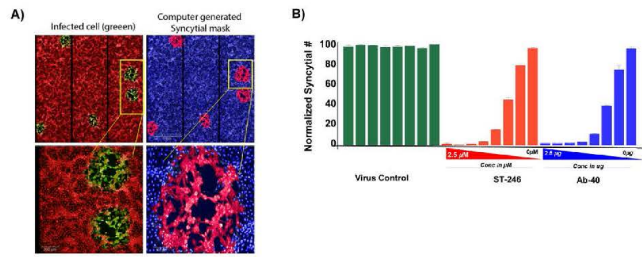 A)
Infected cell (greeen)
Computer generated
Syncytial mask
B)
Normalized Syncytial #
100
80
60
40
20
0
2.5 µM
0µM
2.5 µg
0µg
Conc in µM
Conc in ug
Virus Control
ST-246
Ab-40